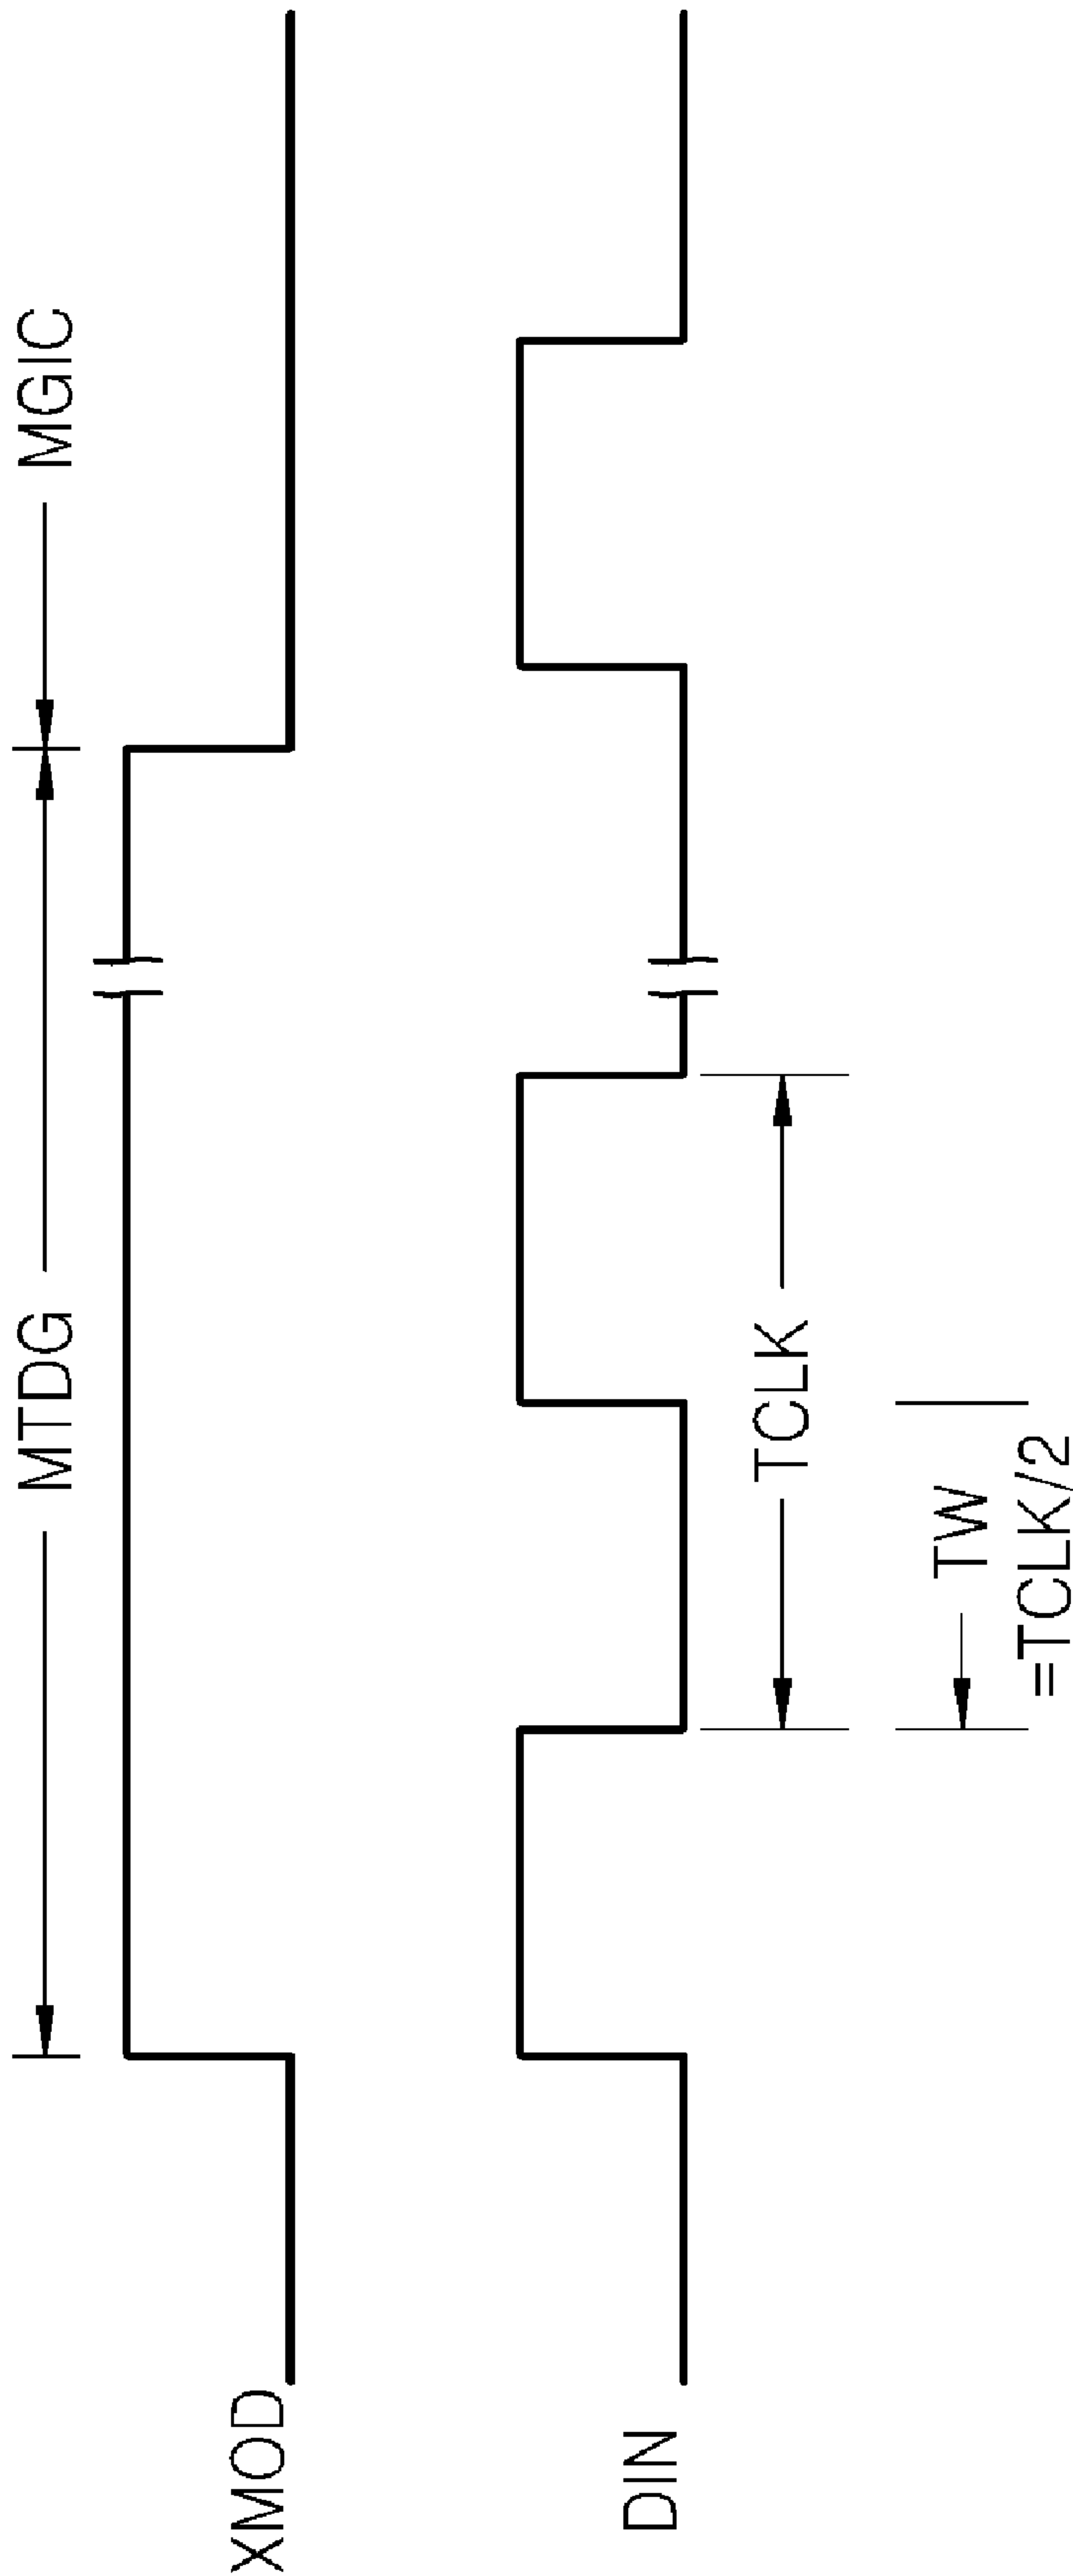 MTDG
MGIC
XMOD
DIN
TCLK
TW
=TCLK/2